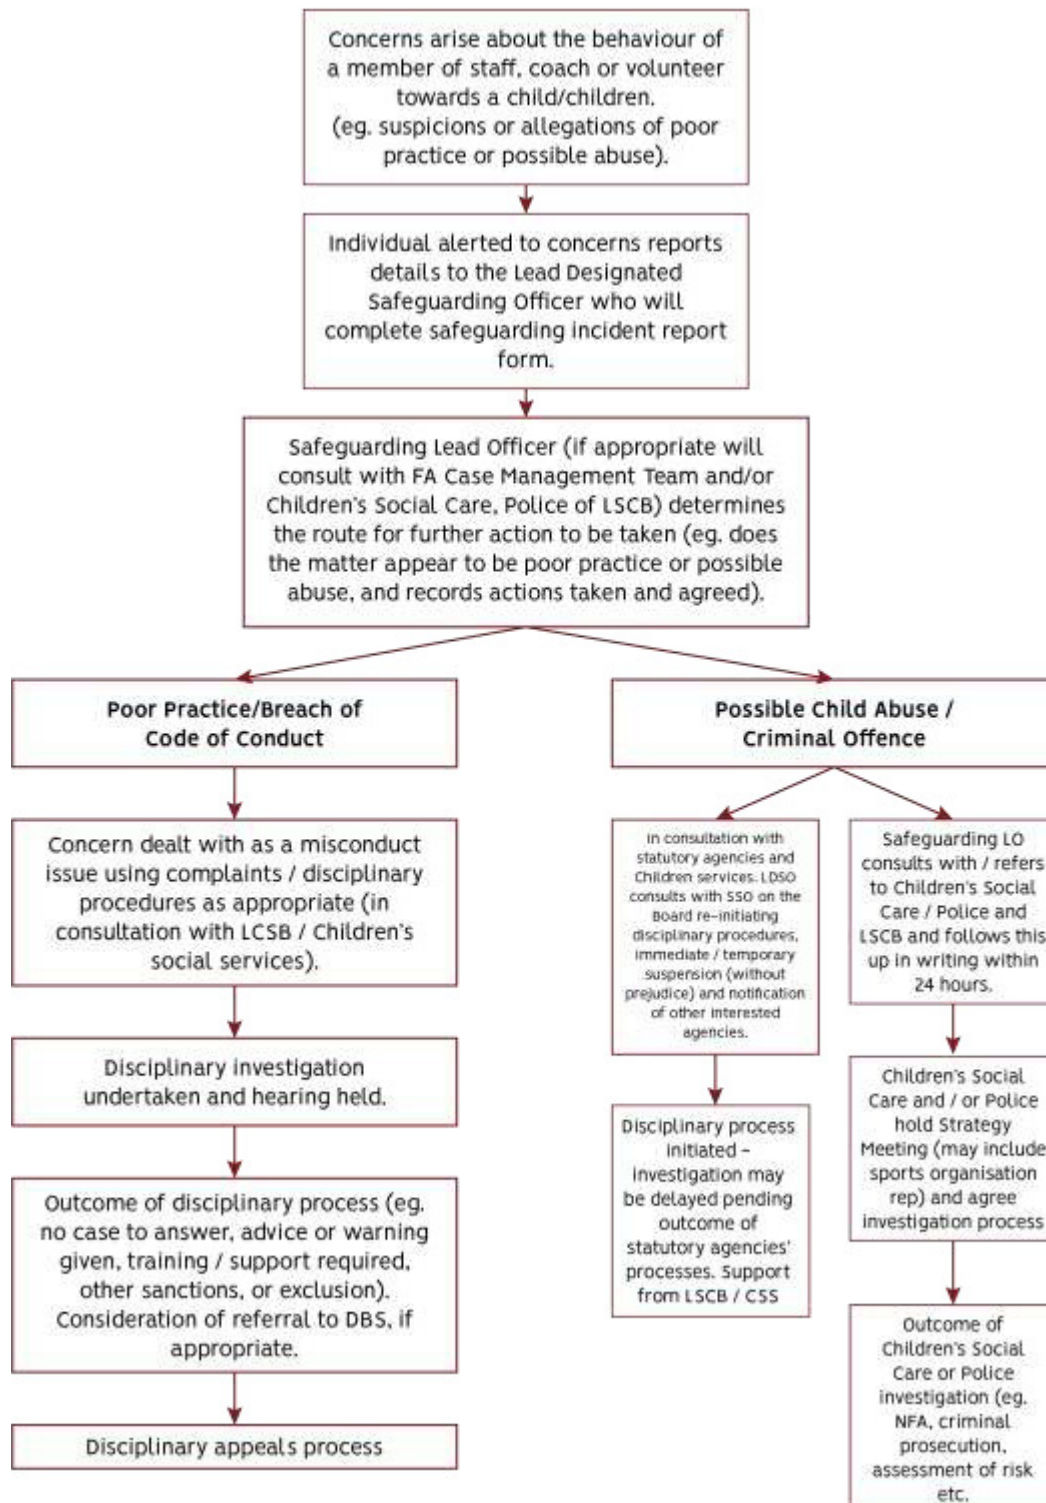 Concerns arise about the behaviour of
a member of staff, coach or volunteer
towards a child/children.
(eg. suspicions or allegations of poor
practice or possible abuse).
Individual alerted to concerns reports
details to the Lead Designated
Safeguarding Officer who will
complete safeguarding incident report
form.
Safeguarding Lead Officer (if appropriate will
consult with FA Case Management Team and/or
Children's Social Care, Police of LSCB) determines
the route for further action to be taken (eg. does
the matter appear to be poor practice or possible
abuse, and records actions taken and agreed).
Poor Practice/Breach of
Code of Conduct
Concern dealt with as a misconduct
issue using complaints / disciplinary
procedures as appropriate (in
consultation with LCSB / Children's
social services).
Disciplinary investigation
undertaken and hearing held.
Outcome of disciplinary process (eg.
no case to answer, advice or warning
given, training / support required,
other sanctions, or exclusion).
Consideration of referral to DBS, if
appropriate.
Disciplinary appeals process
Possible Child Abuse /
Criminal Offence
In consultation with
statutory agencies and
Children services. LDSO
consults with SSO on the
Board re-initiating
disciplinary procedures,
immediate / temporary
suspension (without
prejudice) and notification
of other interested
agencies.
Disciplinary process
initiated –
investigation may
be delayed pending
outcome of
statutory agencies'
processes. Support
from LSCB / CSS
Safeguarding LO
consults with / refers
to Children's Social
Care / Police and
LSCB and follows this
up in writing within
24 hours.
Children's Social
Care and / or Police
hold Strategy
Meeting (may include
sports organisation
rep) and agree
investigation process
Outcome of
Children's Social
Care or Police
investigation (eg.
NFA, criminal
prosecution,
assessment of risk
etc.